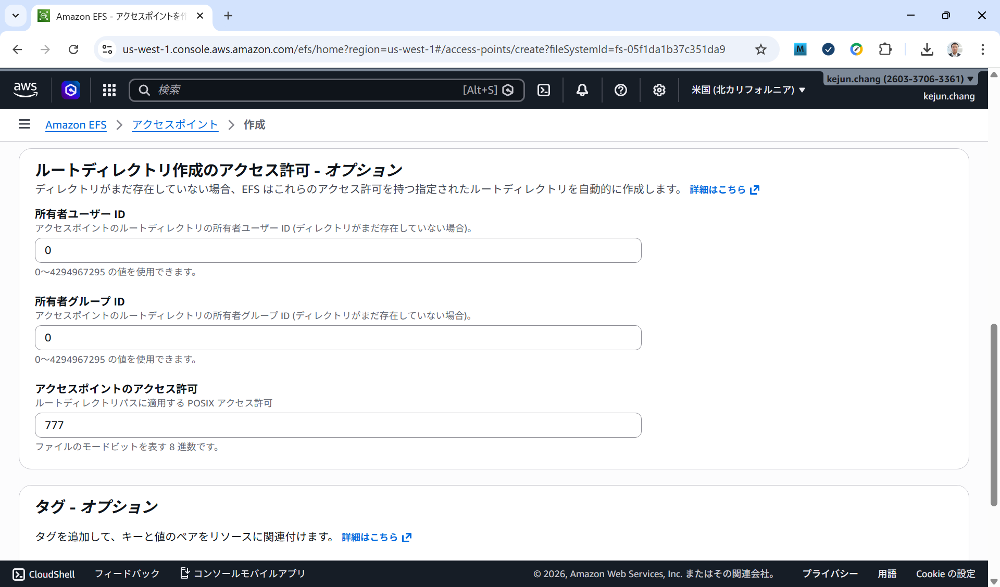 Amazon EFS - アクセスポイントを作
us-west-1.console.aws.amazon.com/efs/home?region=us-west-1#/access-points/create?fileSystemId=fs-05f1da1b37c351da9
M
aws
検索
[Alt+S]
米国 (北カリフォルニア) ▼
kejun.chang (2603-3706-3361) ▼
kejun.chang
Amazon EFS
アクセスポイント
作成
ルートディレクトリ作成のアクセス許可 - オプション
ディレクトリがまだ存在していない場合、EFS はこれらのアクセス許可を持つ指定されたルートディレクトリを自動的に作成します。 詳細はこちら
所有者ユーザー ID
アクセスポイントのルートディレクトリの所有者ユーザー ID (ディレクトリがまだ存在していない場合)。
0
0～4294967295 の値を使用できます。
所有者グループ ID
アクセスポイントのルートディレクトリの所有者グループ ID (ディレクトリがまだ存在していない場合)。
0
0～4294967295 の値を使用できます。
アクセスポイントのアクセス許可
ルートディレクトリパスに適用する POSIX アクセス許可
777
ファイルのモードビットを表す 8 進数です。
タグ - オプション
タグを追加して、キーと値のペアをリソースに関連付けます。 詳細はこちら
CloudShell
フィードバック
コンソールモバイルアプリ
© 2026, Amazon Web Services, Inc. またはその関連会社。
プライバシー
用語
Cookie の設定